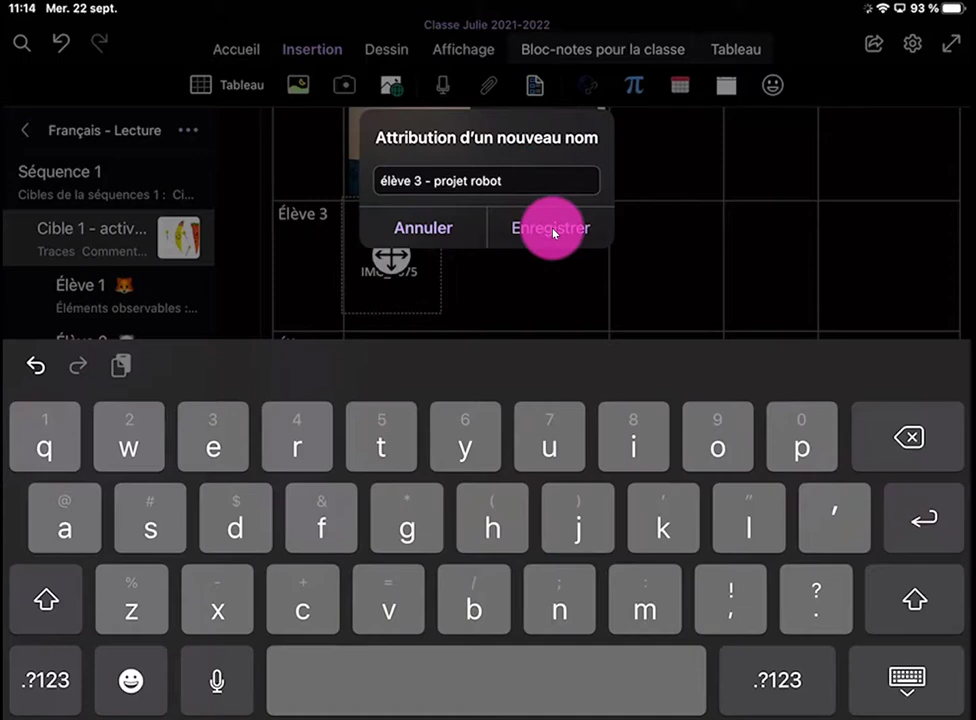 11:14 Mer. 22 sept.
93 %
Classe Julie 2021-2022
Accueil Insertion Dessin Affichage Bloc-notes pour la classe Tableau
Tableau
Français - Lecture
Séquence 1
Cibles de la séquences 1 : Ci...
Cible 1 - activ...
Traces Comment...
Élève 1
Éléments observables :...
Élève 3
Attribution d'un nouveau nom
élève 3 - projet robot
Annuler Enregistrer
1 2 3 4 5 6 7 8 9 0
q w e r t y u i o p
@ # $ & * ( ) ' "
a s d f g h j k l '
% - + = / ; : ! ?
z x c v b n m , .
.?123 .?123